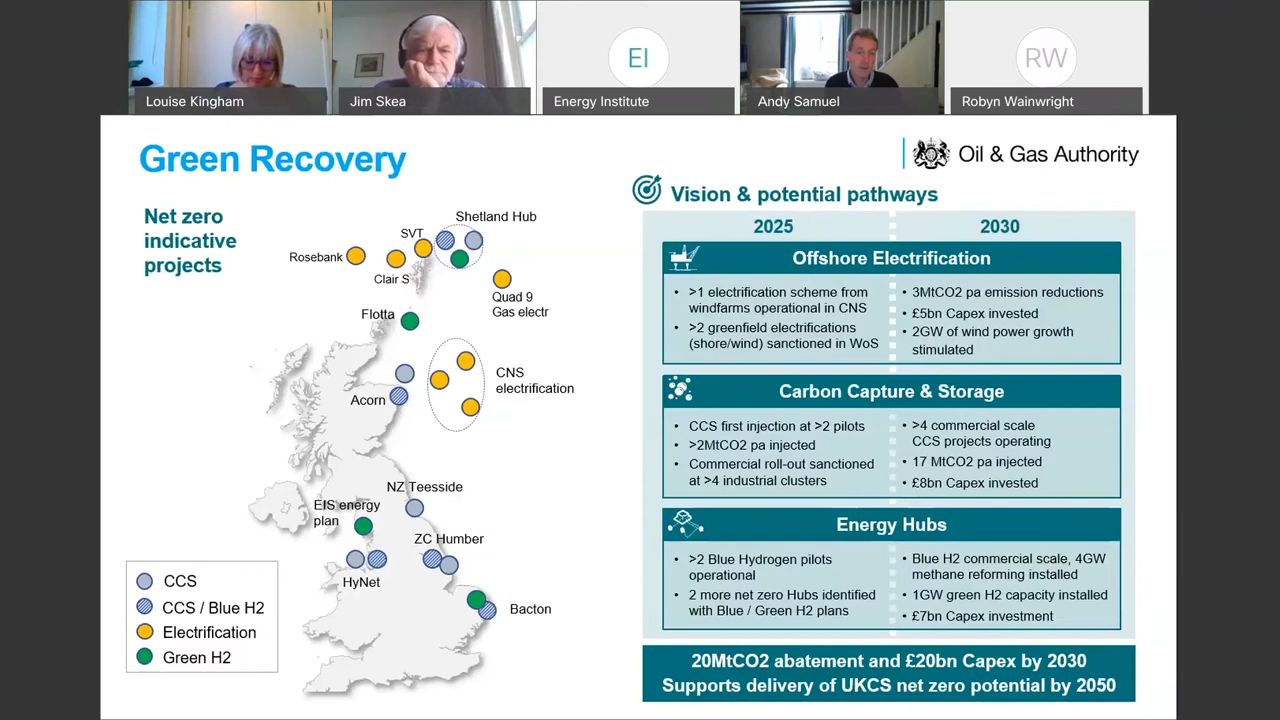 EI
RW
Louise Kingham
Jim Skea
Energy Institute
Andy Samuel
Robyn Wainwright
Green Recovery
Oil & Gas Authority
Net zero
indicative
projects
Shetland Hub
SVT
Rosebank
Clair S
Quad 9
Gas electr
Flotta
CNS
electrification
Acorn
NZ Teesside
EIS energy
plan
ZC Humber
HyNet
Bacton
CCS
CCS / Blue H2
Electrification
Green H2
Vision & potential pathways
2025
2030
Offshore Electrification
• >1 electrification scheme from
windfarms operational in CNS
• >2 greenfield electrifications
(shore/wind) sanctioned in WoS
• 3MtCO2 pa emission reductions
• £5bn Capex invested
• 2GW of wind power growth
stimulated
Carbon Capture & Storage
• CCS first injection at >2 pilots
• >2MtCO2 pa injected
• Commercial roll-out sanctioned
at >4 industrial clusters
• >4 commercial scale
CCS projects operating
• 17 MtCO2 pa injected
• £8bn Capex invested
Energy Hubs
• >2 Blue Hydrogen pilots
operational
• 2 more net zero Hubs identified
with Blue / Green H2 plans
• Blue H2 commercial scale, 4GW
methane reforming installed
• 1GW green H2 capacity installed
• £7bn Capex investment
20MtCO2 abatement and £20bn Capex by 2030
Supports delivery of UKCS net zero potential by 2050